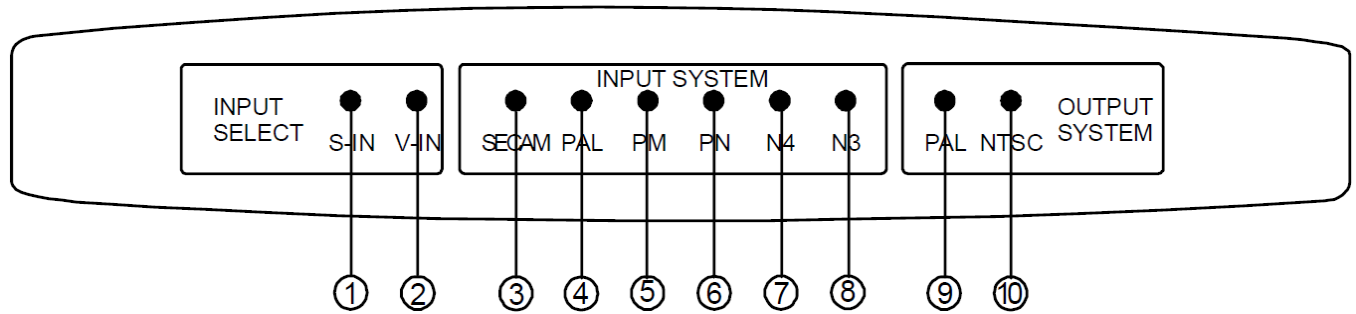 INPUT SELECT
S-IN V-IN
INPUT SYSTEM
SECAM PAL PM PN N4 N3
OUTPUT SYSTEM
PAL NTSC
1 2 3 4 5 6 7 8 9 10